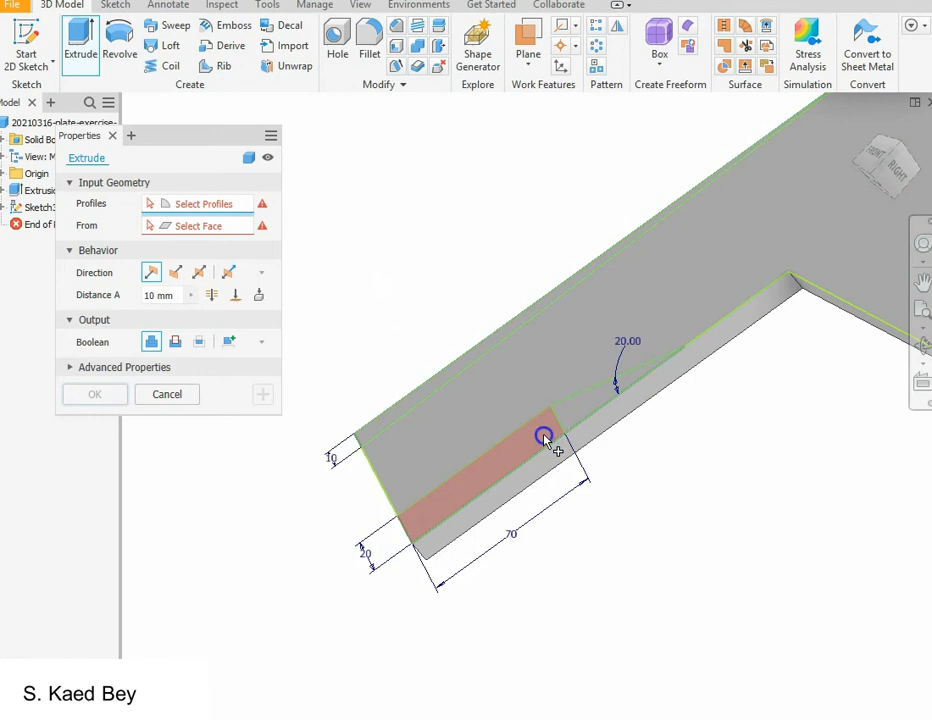 File 3D Model Sketch Annotate Inspect Tools Manage View Environments Get Started Collaborate
Start
2D Sketch
Sketch
Extrude
Revolve
Sweep
Loft
Coil
Emboss
Derive
Rib
Decal
Import
Unwrap
Create
Hole
Fillet
Modify
Shape
Generator
Explore
Plane
Work Features
Pattern
Box
Create Freeform
Surface
Stress
Analysis
Simulation
Convert to
Sheet Metal
Convert
Model
20210316-plate-exercise-
Solid Bo
View: M
Origin
Extrusio
Sketch3
End of
Properties
Extrude
Input Geometry
Profiles Select Profiles
From Select Face
Behavior
Direction
Distance A 10 mm
Output
Boolean
Advanced Properties
OK Cancel
FRONT RIGHT
20.00
10
20
70
S. Kaed Bey